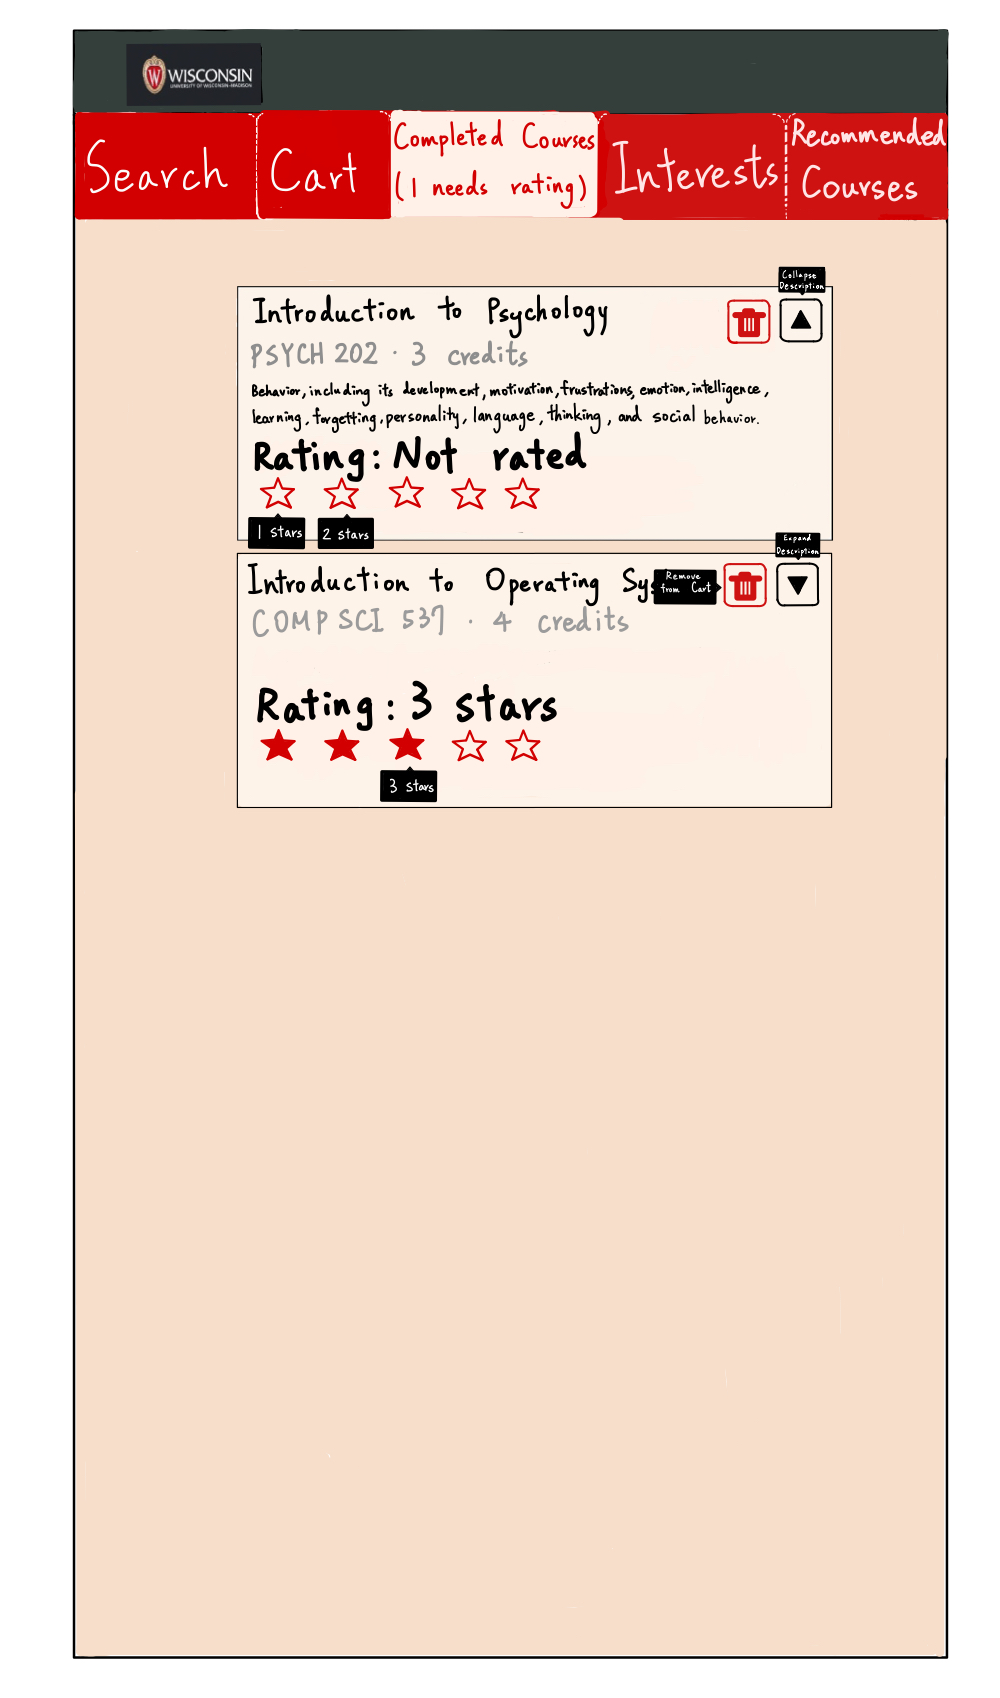 WISCONSIN
UNIVERSITY OF WISCONSIN-MADISON
Search
Cart
Completed Courses
(1 needs rating)
Interests
Recommended
Courses
Collapse
Description
Introduction to Psychology
PSYCH 202 · 3 credits
Behavior, including its development, motivation, frustrations, emotion, intelligence,
learning, forgetting, personality, language, thinking, and social behavior.
Rating: Not rated
1 stars
2 stars
Expand
Description
Introduction to Operating Sys
Remove
from Cart
COMP SCI 537 · 4 credits
Rating: 3 stars
3 stars